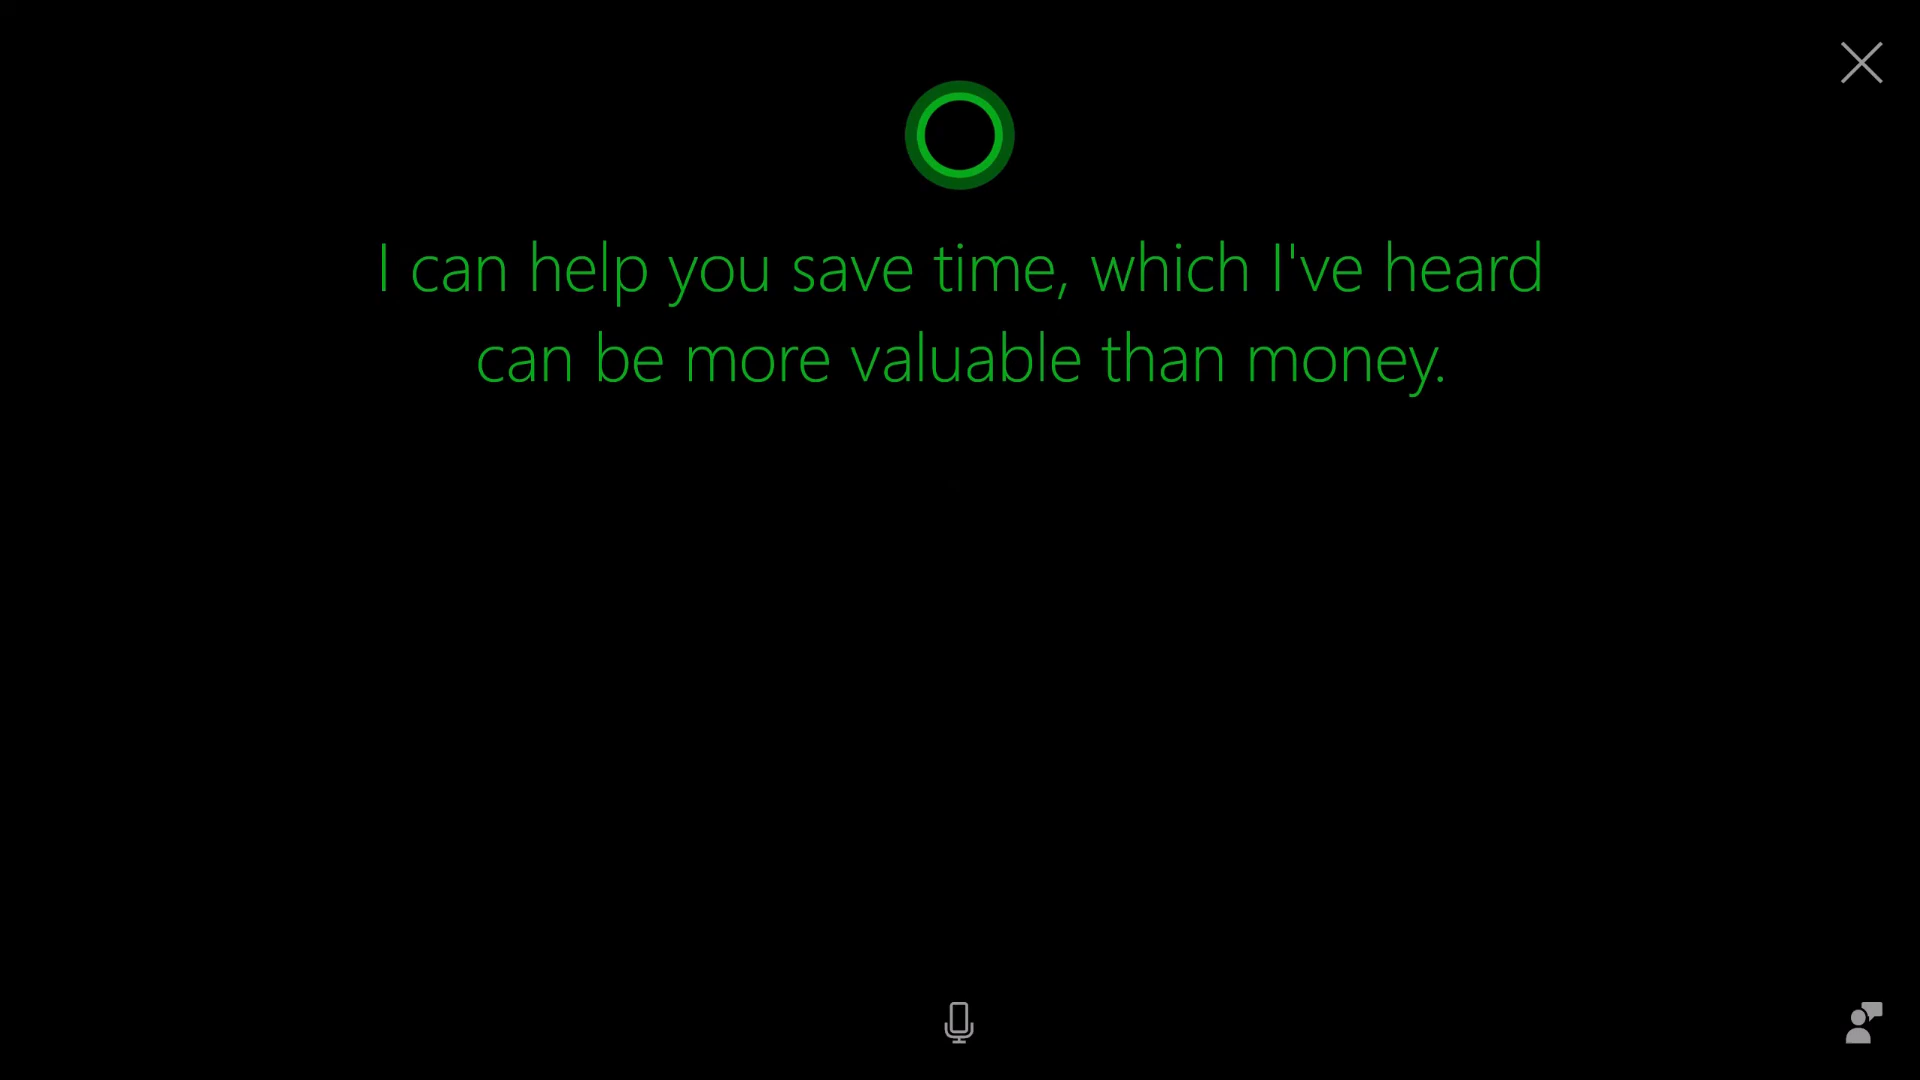 I can help you save time, which I've heard
can be more valuable than money.